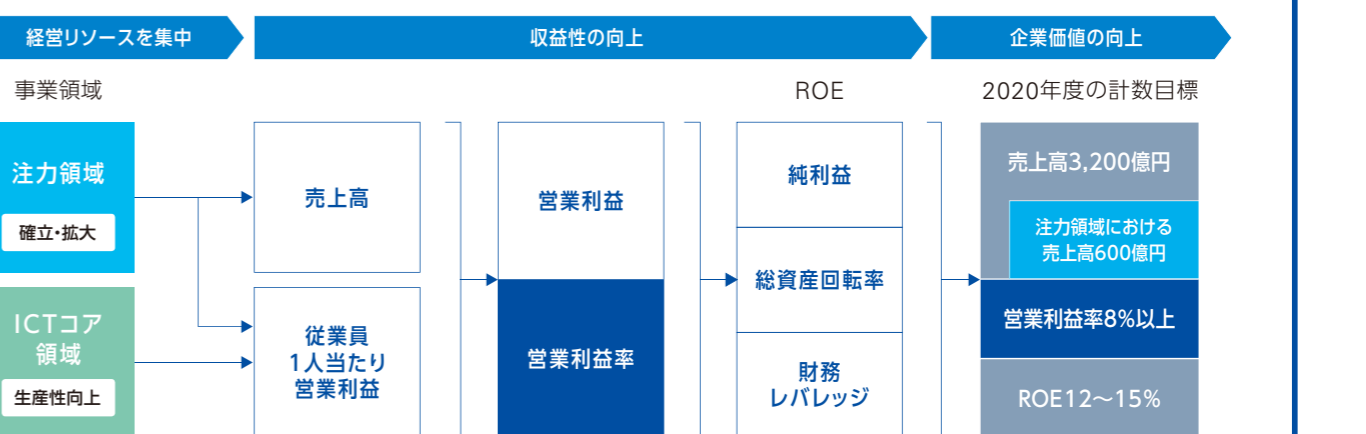 経営リソースを集中
収益性の向上
企業価値の向上
事業領域
ROE
2020年度の計数目標
注力領域
確立・拡大
ICTコア
領域
生産性向上
売上高
従業員
1人当たり
営業利益
営業利益
営業利益率
純利益
総資産回転率
財務
レバレッジ
売上高3,200億円
注力領域における
売上高600億円
営業利益率8%以上
ROE12～15%